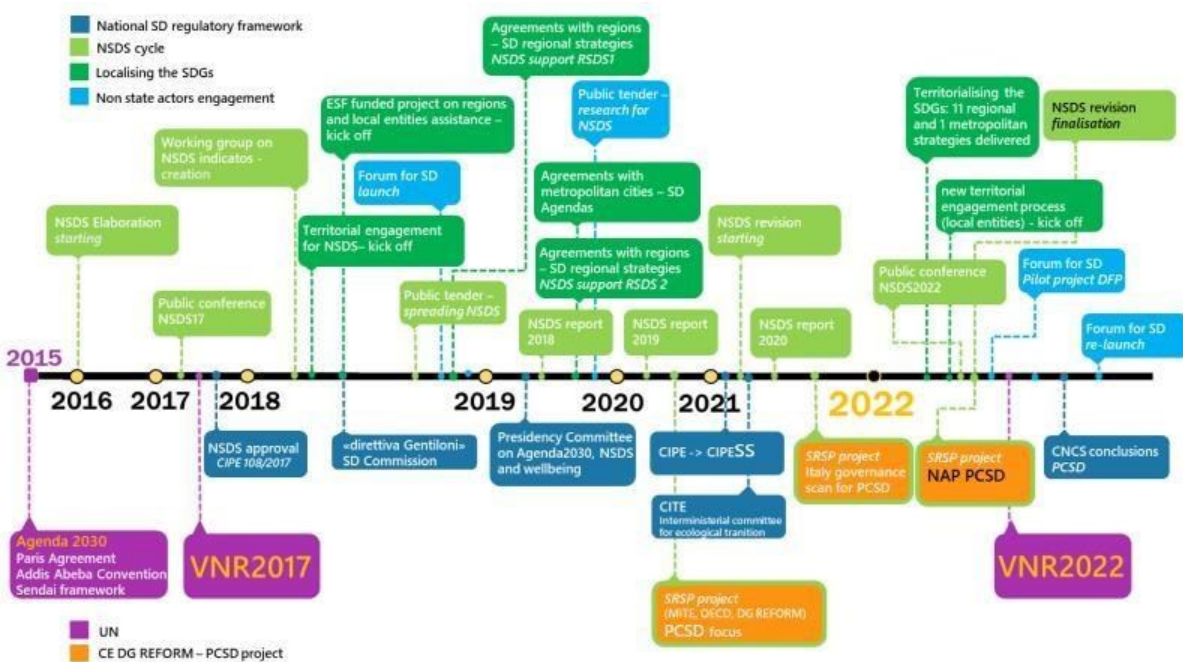 National SD regulatory framework
NSDS cycle
Localising the SDGs
Non state actors engagement
Agreements with regions
– SD regional strategies
NSDS support RSDS1
ESF funded project on regions
and local entities assistance –
kick off
Public tender –
research for
NSDS
Territorialising the
SDGs: 11 regional
and 1 metropolitan
strategies delivered
NSDS revision
finalisation
Working group on
NSDS indicatos -
creation
Forum for SD
launch
Agreements with
metropolitan cities – SD
Agendas
new territorial
engagement process
(local entities) - kick off
NSDS Elaboration
starting
Territorial engagement
for NSDS– kick off
NSDS revision
starting
Agreements with regions
– SD regional strategies
NSDS support RSDS 2
Public conference
NSDS2022
Forum for SD
Pilot project DFP
Public conference
NSDS17
Public tender –
spreading NSDS
NSDS report
2018
NSDS report
2019
NSDS report
2020
Forum for SD
re-launch
2015
2016
2017
2018
2019
2020
2021
2022
NSDS approval
CIPE 108/2017
«direttiva Gentiloni»
SD Commission
Presidency Committee
on Agenda2030, NSDS
and wellbeing
CIPE -> CIPESS
SRSP project
Italy governance
scan for PCSD
SRSP project
NAP PCSD
CNCS conclusions
PCSD
CITE
Interministerial committee
for ecological tranition
Agenda 2030
Paris Agreement
Addis Abeba Convention
Sendai framework
VNR2017
VNR2022
SRSP project
(MITE, OECD, DG REFORM)
PCSD focus
UN
CE DG REFORM – PCSD project